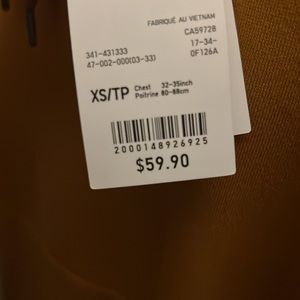 FABRIQUÉ AU VIETNAM
CA59728
341-431333
17-34-
47-002-000(03-33)
0F126A
XS/TP Chest 32-35inch
Poitrine 80-88cm
2000148926925
$59.90